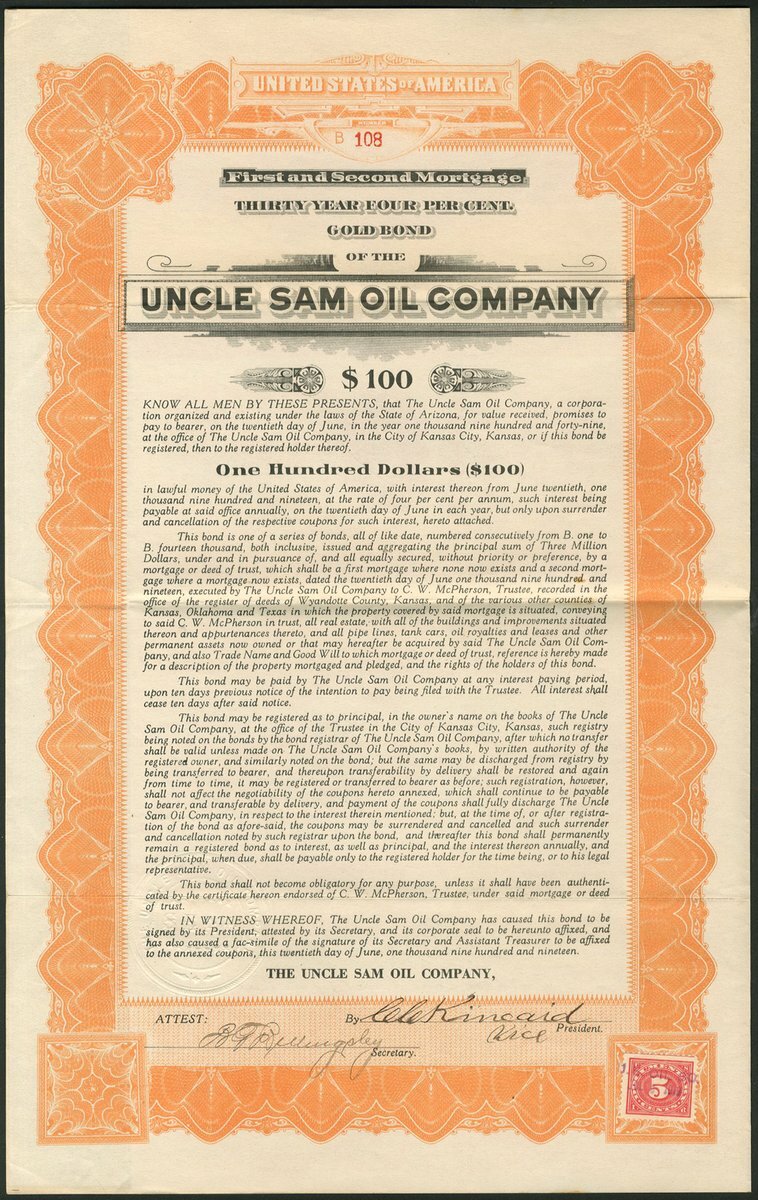 UNITED STATES OF AMERICA
NUMBER
B 108
First and Second Mortgage
THIRTY YEAR FOUR PER CENT.
GOLD BOND
OF THE
UNCLE SAM OIL COMPANY
$100
KNOW ALL MEN BY THESE PRESENTS, that The Uncle Sam Oil Company, a corpora-
tion organized and existing under the laws of the State of Arizona, for value received, promises to
pay to bearer, on the twentieth day of June, in the year one thousand nine hundred and forty-nine,
at the office of The Uncle Sam Oil Company, in the City of Kansas City, Kansas, or if this bond be
registered, then to the registered holder thereof.
One Hundred Dollars ($100)
in lawful money of the United States of America, with interest thereon from June twentieth, one
thousand nine hundred and nineteen, at the rate of four per cent per annum, such interest being
payable at said office annually, on the twentieth day of June in each year, but only upon surrender
and cancellation of the respective coupons for such interest, hereto attached.
This bond is one of a series of bonds, all of like date, numbered consecutively from B. one to
B. fourteen thousand, both inclusive, issued and aggregating the principal sum of Three Million
Dollars, under and in pursuance of, and all equally secured, without priority or preference, by a
mortgage or deed of trust, which shall be a first mortgage where none now exists and a second mort-
gage where a mortgage now exists, dated the twentieth day of June one thousand nine hundred and
nineteen, executed by The Uncle Sam Oil Company to C. W. McPherson, Trustee, recorded in the
office of the register of deeds of Wyandotte County, Kansas, and of the various other counties of
Kansas, Oklahoma and Texas in which the property covered by said mortgage is situated, conveying
to said C. W. McPherson in trust, all real estate, with all of the buildings and improvements situated
thereon and appurtenances thereto, and all pipe lines, tank cars, oil royalties and leases and other
permanent assets now owned or that may hereafter be acquired by said The Uncle Sam Oil Com-
pany, and also Trade Name and Good Will to which mortgage or deed of trust, reference is hereby made
for a description of the property mortgaged and pledged, and the rights of the holders of this bond.
This bond may be paid by The Uncle Sam Oil Company at any interest paying period,
upon ten days previous notice of the intention to pay being filed with the Trustee. All interest shall
cease ten days after said notice.
This bond may be registered as to principal, in the owner's name on the books of The Uncle
Sam Oil Company, at the office of the Trustee in the City of Kansas City, Kansas, such registry
being noted on the bonds by the bond registrar of The Uncle Sam Oil Company, after which no transfer
shall be valid unless made on The Uncle Sam Oil Company's books, by written authority of the
registered owner, and similarly noted on the bond; but the same may be discharged from registry by
being transferred to bearer, and thereupon transferability by delivery shall be restored and again
from time to time, it may be registered or transferred to bearer as before; such registration, however,
shall not affect the negotiability of the coupons hereto annexed, which shall continue to be payable
to bearer, and transferable by delivery, and payment of the coupons shall fully discharge The Uncle
Sam Oil Company, in respect to the interest therein mentioned; but, at the time of, or after registra-
tion of the bond as afore-said, the coupons may be surrendered and cancelled and such surrender
and cancellation noted by such registrar upon the bond, and thereafter this bond shall permanently
remain a registered bond as to interest, as well as principal, and the interest thereon annually, and
the principal, when due, shall be payable only to the registered holder for the time being, or to his legal
representative.
This bond shall not become obligatory for any purpose, unless it shall have been authenti-
cated by the certificate hereon endorsed of C. W. McPherson, Trustee, under said mortgage or deed
of trust.
IN WITNESS WHEREOF, The Uncle Sam Oil Company has caused this bond to be
signed by its President, attested by its Secretary, and its corporate seal to be hereunto affixed, and
has also caused a fac-simile of the signature of its Secretary and Assistant Treasurer to be affixed
to the annexed coupons, this twentieth day of June, one thousand nine hundred and nineteen.
THE UNCLE SAM OIL COMPANY,
ATTEST:
By Kincaid
Vice President.
Billingsley
Secretary.
5
CENTS